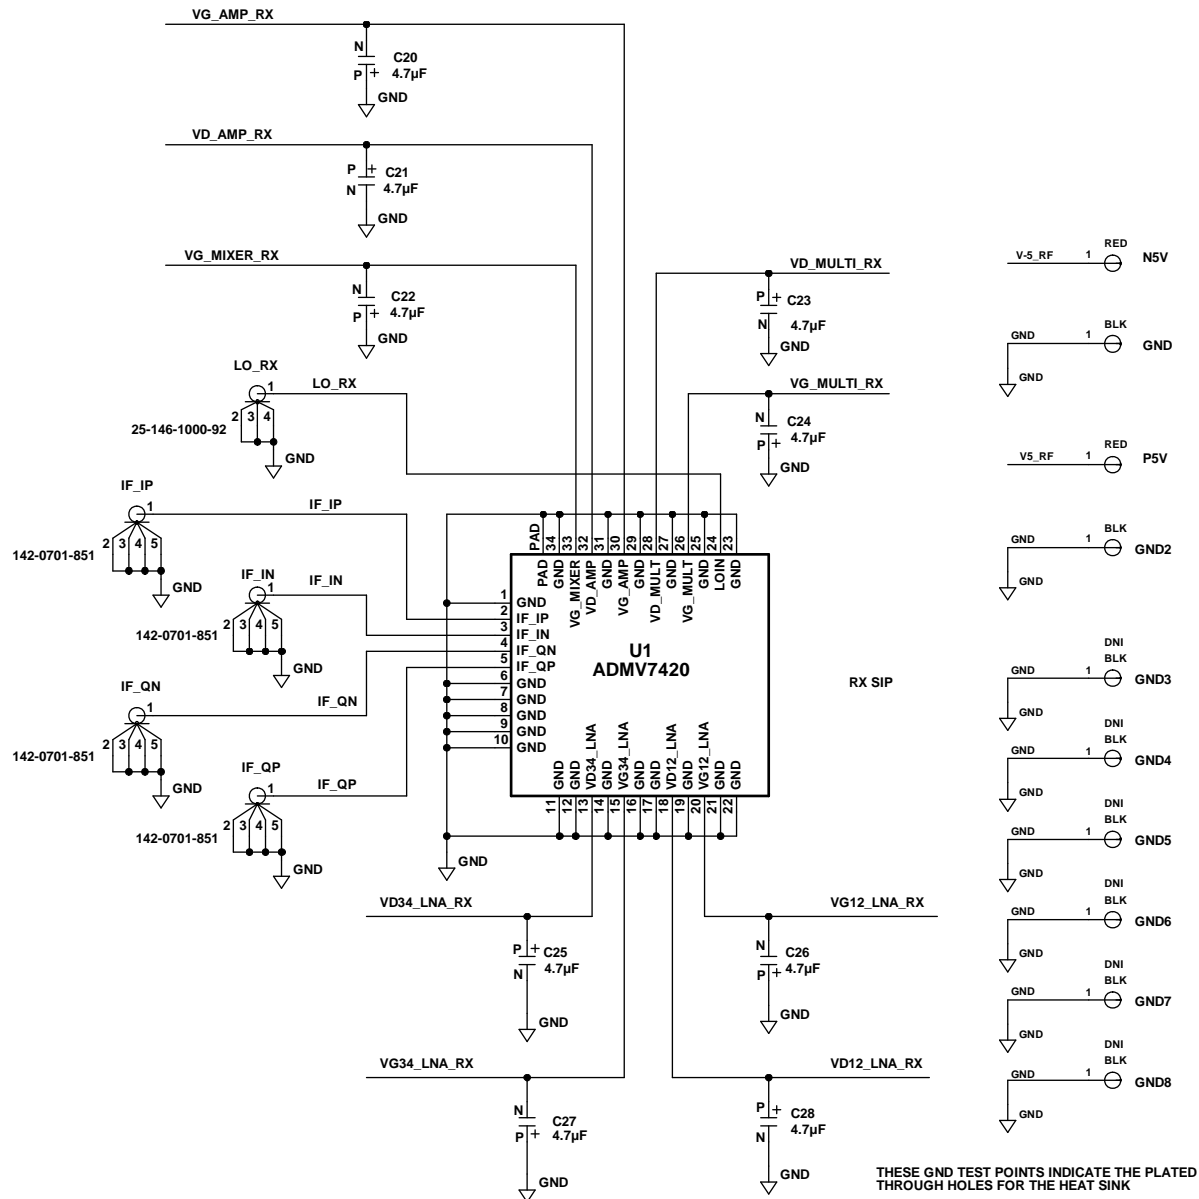 VG_AMP_RX
N
P +
C20
4.7µF
GND
VD_AMP_RX
P +
N
C21
4.7µF
GND
VG_MIXER_RX
N
P +
C22
4.7µF
GND
VD_MULTI_RX
P +
N
C23
4.7µF
GND
VG_MULTI_RX
N
P +
C24
4.7µF
GND
LO_RX
1
LO_RX
2 3 4
25-146-1000-92
GND
IF_IP
1
IF_IP
2 3 4 5
142-0701-851
GND
IF_IN
1
IF_IN
2 3 4 5
142-0701-851
GND
IF_QN
1
IF_QN
2 3 4 5
142-0701-851
GND
IF_QP
1
IF_QP
2 3 4 5
142-0701-851
GND
PAD 34 33 32 31 30 29 28 27 26 25 24 23
PAD GND VG_MIXER VD_AMP GND VG_AMP GND VD_MULT GND VG_MULT GND LOIN GND
1 GND
2 IF_IP
3 IF_IN
4 IF_QN
5 IF_QP
6 GND
7 GND
8 GND
9 GND
10 GND
U1
ADMV7420
RX SIP
GND GND VD34_LNA GND VG34_LNA GND GND VD12_LNA GND VG12_LNA GND GND
11 12 13 14 15 16 17 18 19 20 21 22
GND
VD34_LNA_RX
P +
N
C25
4.7µF
GND
VG12_LNA_RX
N
P +
C26
4.7µF
GND
VG34_LNA_RX
N
P +
C27
4.7µF
GND
VD12_LNA_RX
P +
N
C28
4.7µF
GND
RED
V-5_RF 1 N5V
BLK
GND 1 GND
GND
RED
V5_RF 1 P5V
BLK
GND 1 GND2
GND
DNI
BLK
GND 1 GND3
GND
DNI
BLK
GND 1 GND4
GND
DNI
BLK
GND 1 GND5
GND
DNI
BLK
GND 1 GND6
GND
DNI
BLK
GND 1 GND7
GND
DNI
BLK
GND 1 GND8
GND
THESE GND TEST POINTS INDICATE THE PLATED
THROUGH HOLES FOR THE HEAT SINK